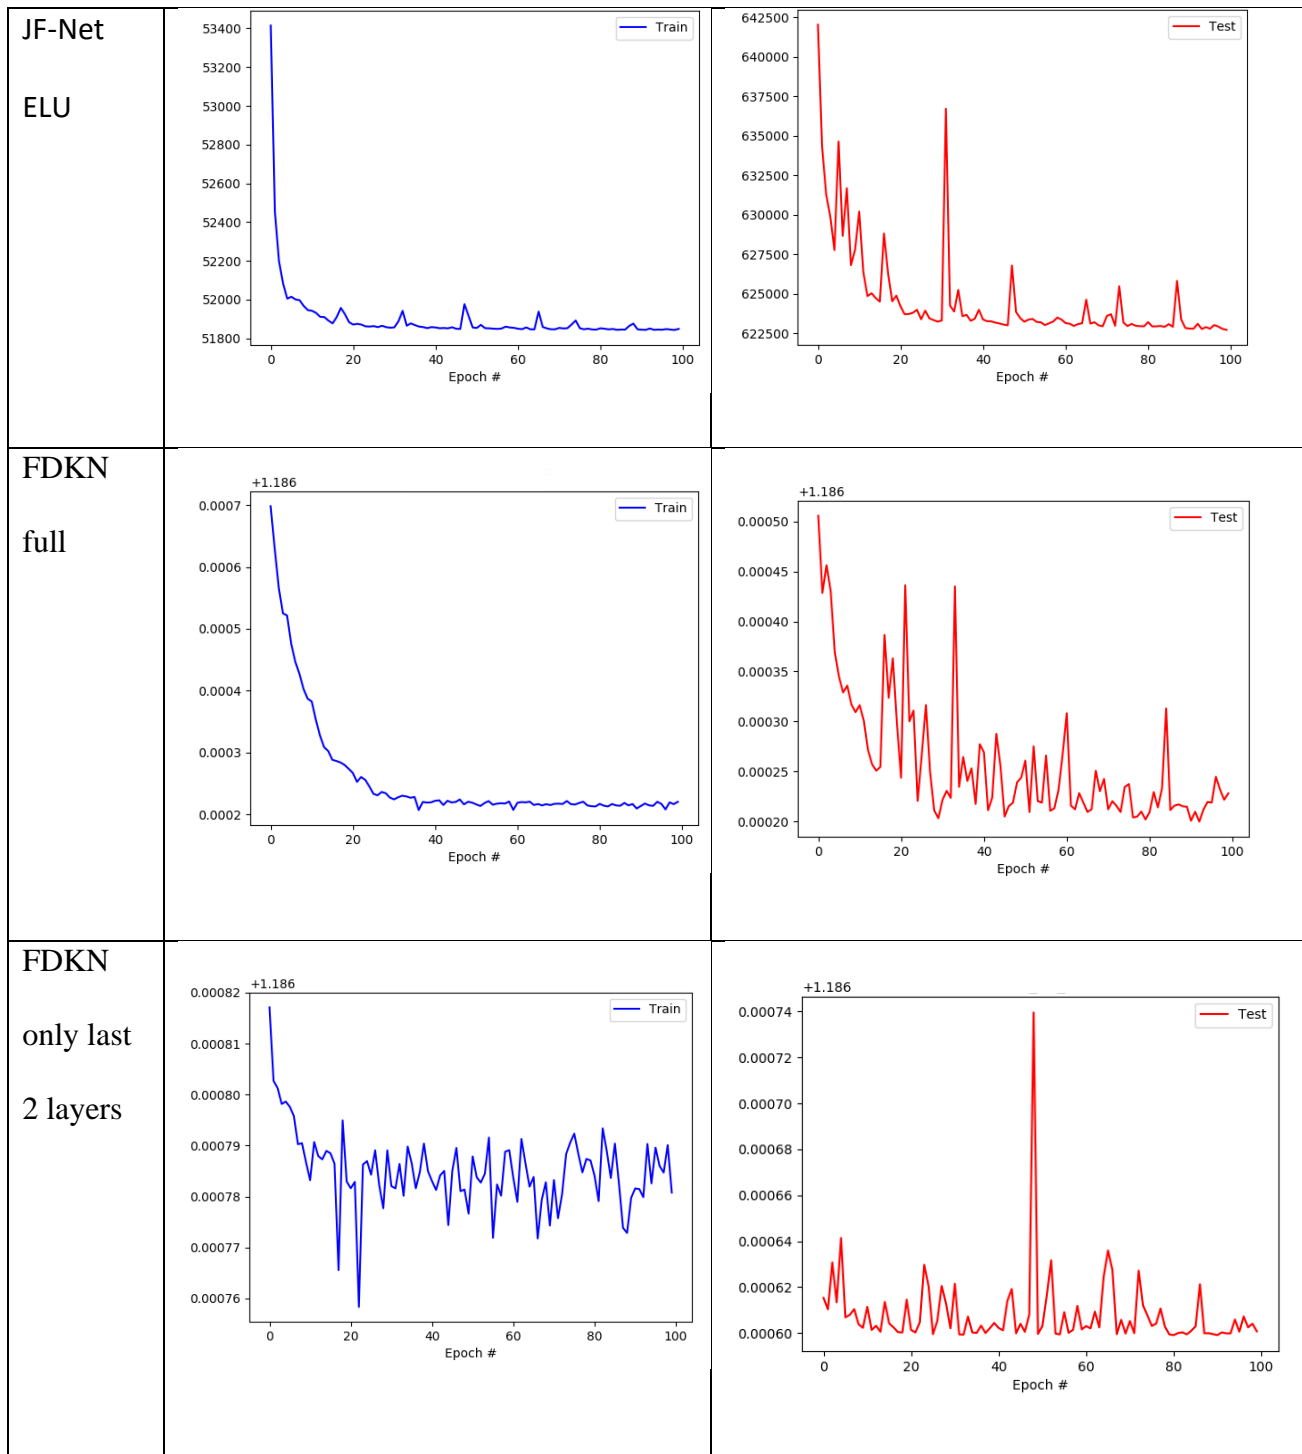 JF-Net
ELU
53400
53200
53000
52800
52600
52400
52200
52000
51800
0 20 40 60 80 100
Epoch #
Train
642500
640000
637500
635000
632500
630000
627500
625000
622500
0 20 40 60 80 100
Epoch #
Test
FDKN
full
+1.186
0.0007
0.0006
0.0005
0.0004
0.0003
0.0002
0 20 40 60 80 100
Epoch #
Train
+1.186
0.00050
0.00045
0.00040
0.00035
0.00030
0.00025
0.00020
0 20 40 60 80 100
Epoch #
Test
FDKN
only last
2 layers
+1.186
0.00082
0.00081
0.00080
0.00079
0.00078
0.00077
0.00076
0 20 40 60 80 100
Epoch #
Train
+1.186
0.00074
0.00072
0.00070
0.00068
0.00066
0.00064
0.00062
0.00060
0 20 40 60 80 100
Epoch #
Test